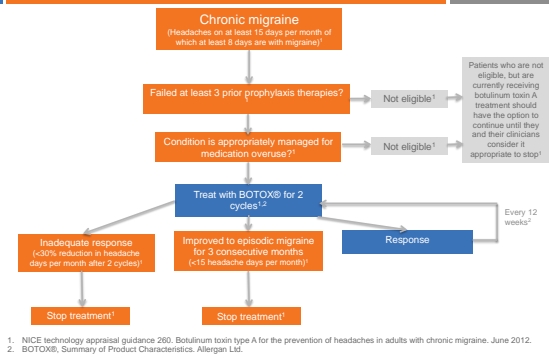 Chronic migraine
(Headaches on at least 15 days per month of
which at least 8 days are with migraine)1
Failed at least 3 prior prophylaxis therapies?
1
Not eligible1
Patients who are not
eligible, but are
currently receiving
botulinum toxin A
treatment should
have the option to
continue until they
and their clinicians
consider it
appropriate to stop1
Condition is appropriately managed for
medication overuse?1
Not eligible1
Treat with BOTOX® for 2
cycles1,2
Every 12
weeks2
Inadequate response
(<30% reduction in headache
days per month after 2 cycles)1
Improved to episodic migraine
for 3 consecutive months
(<15 headache days per month)1
Response
Stop treatment1
Stop treatment1
1. NICE technology appraisal guidance 260. Botulinum toxin type A for the prevention of headaches in adults with chronic migraine. June 2012.
2. BOTOX®, Summary of Product Characteristics. Allergan Ltd.